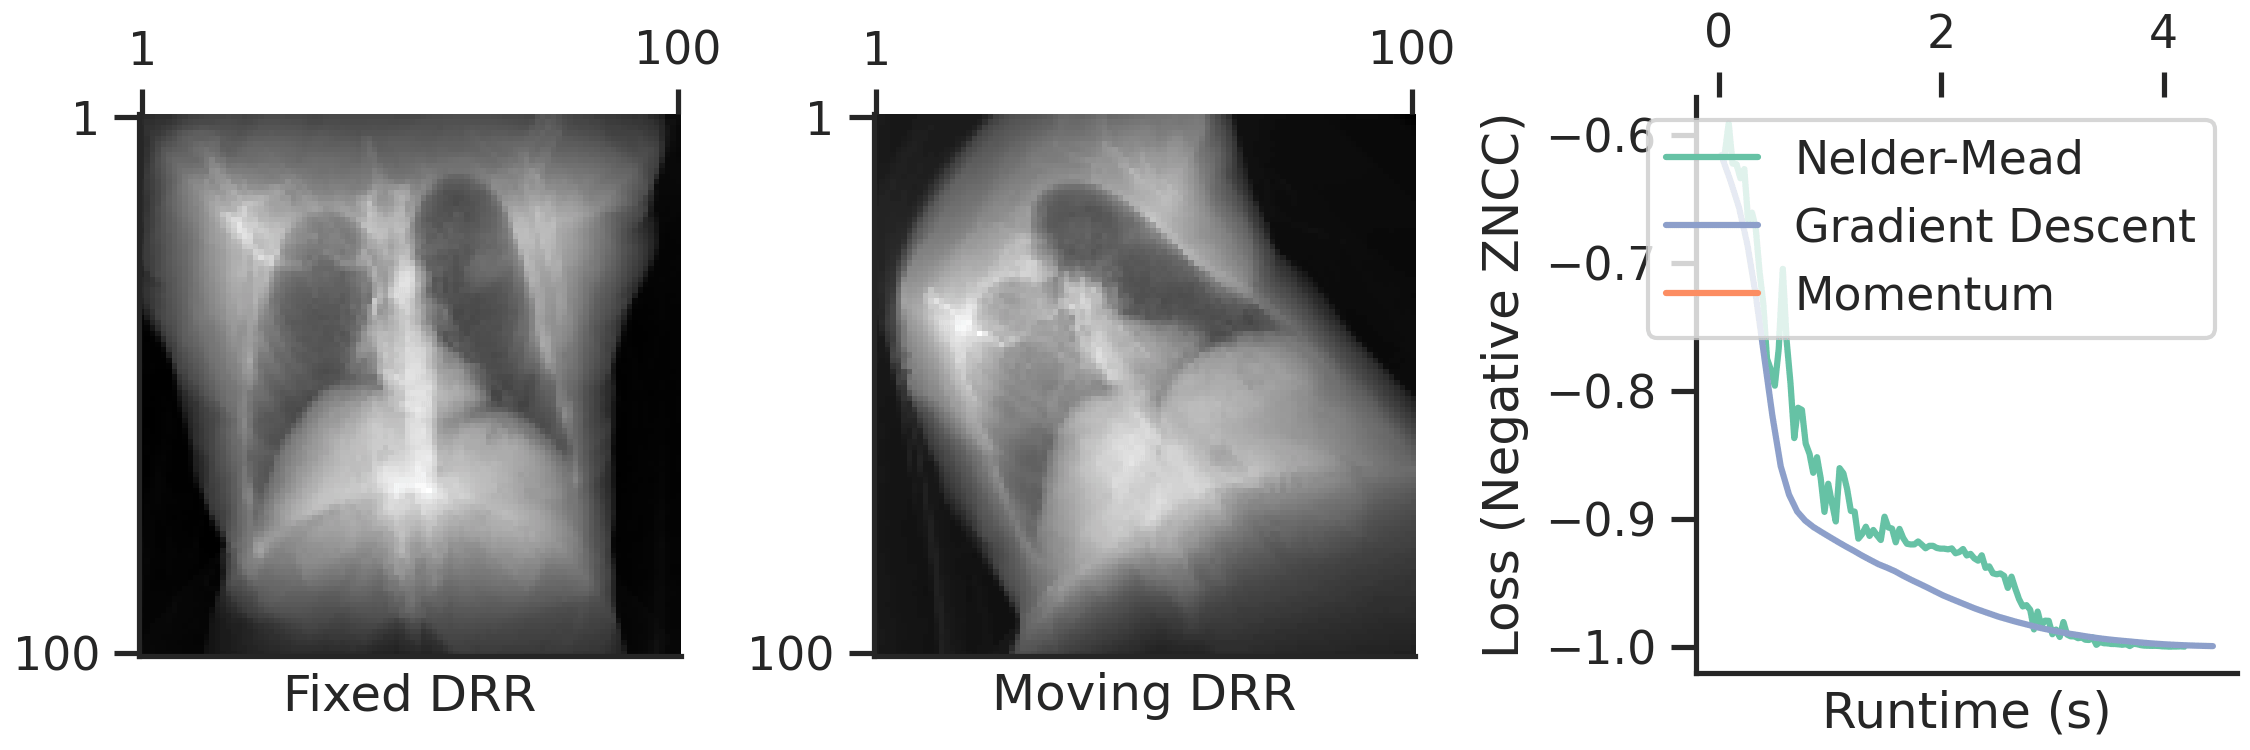 1
100
1
100
Fixed DRR
1
100
1
100
Moving DRR
0
2
4
−0.6
−0.7
−0.8
−0.9
−1.0
Loss (Negative ZNCC)
Nelder-Mead
Gradient Descent
Momentum
Runtime (s)